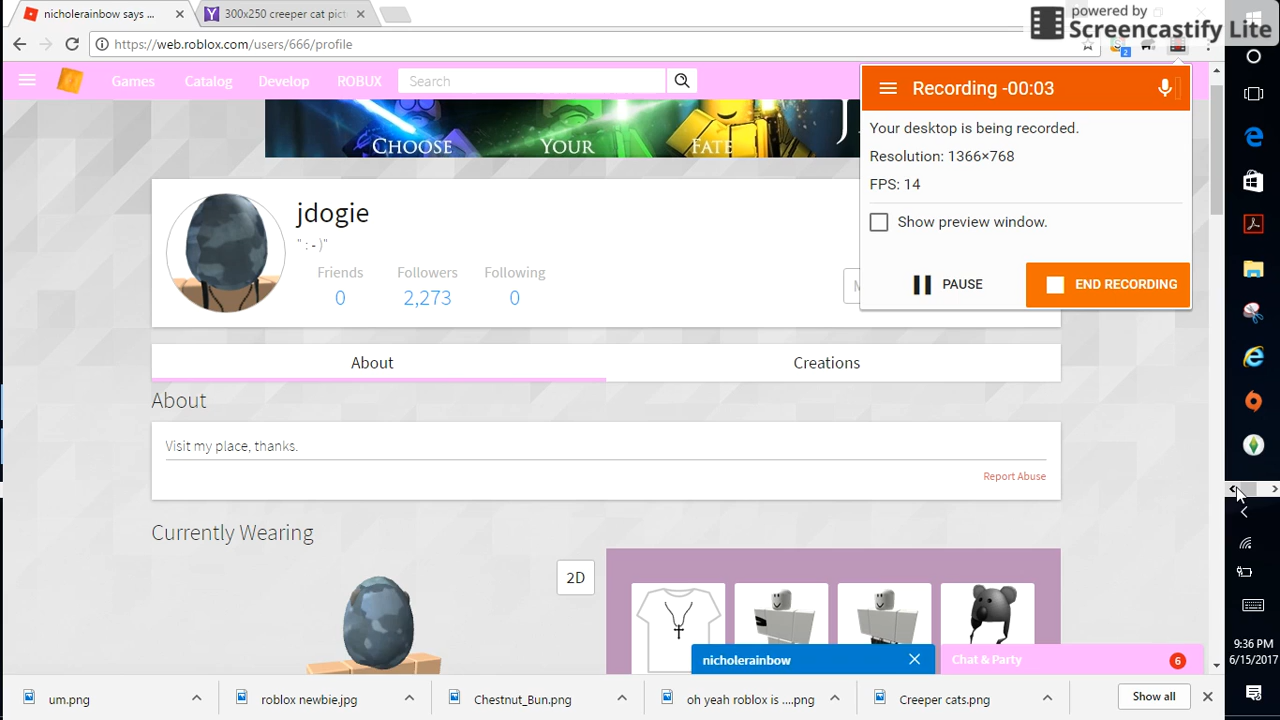 nicholerainbow says ...
300x250 creeper cat pict
powered by
Screencastify Lite
https://web.roblox.com/users/666/profile
2
Games
Catalog
Develop
ROBUX
Search
Recording -00:03
Your desktop is being recorded.
Resolution: 1366×768
FPS: 14
Show preview window.
PAUSE
END RECORDING
CHOOSE YOUR FATE
jdogie
" : - )"
Friends
Followers
Following
0
2,273
0
About
Creations
About
Visit my place, thanks.
Report Abuse
Currently Wearing
2D
nicholerainbow
Chat & Party
6
9:36 PM
6/15/2017
um.png
roblox newbie.jpg
Chestnut_Bun.png
oh yeah roblox is ....png
Creeper cats.png
Show all